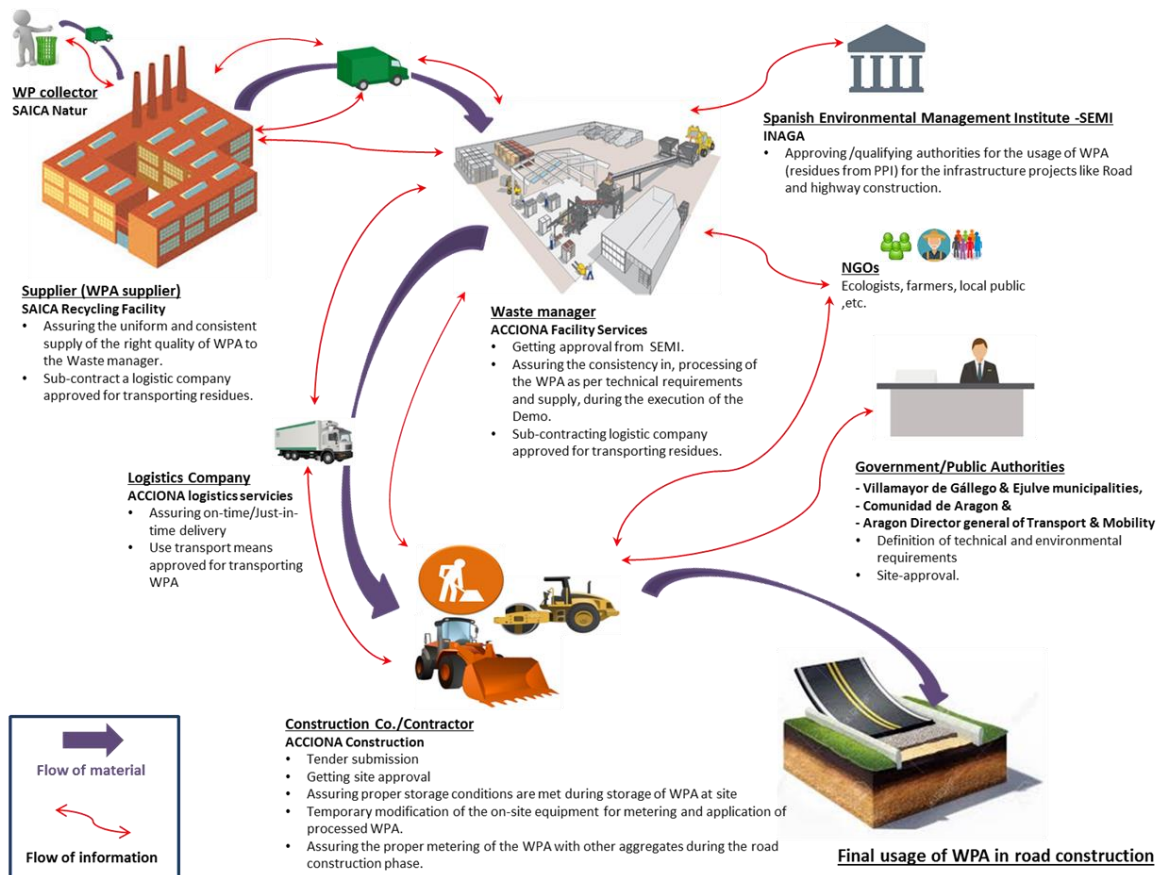 WP collector
SAICA Natur
Spanish Environmental Management Institute -SEMI
INAGA
• Approving /qualifying authorities for the usage of WPA
(residues from PPI) for the infrastructure projects like Road
and highway construction.
NGOs
Ecologists, farmers, local public
,etc.
Supplier (WPA supplier)
SAICA Recycling Facility
• Assuring the uniform and consistent
supply of the right quality of WPA to
the Waste manager.
• Sub-contract a logistic company
approved for transporting residues.
Waste manager
ACCIONA Facility Services
• Getting approval from SEMI.
• Assuring the consistency in, processing of
the WPA as per technical requirements
and supply, during the execution of the
Demo.
• Sub-contracting logistic company
approved for transporting residues.
Logistics Company
ACCIONA logistics servicies
• Assuring on-time/Just-in-
time delivery
• Use transport means
approved for transporting
WPA
Government/Public Authorities
- Villamayor de Gállego & Ejulve municipalities,
- Comunidad de Aragon &
- Aragon Director general of Transport & Mobility
• Definition of technical and environmental
requirements
• Site-approval.
Construction Co./Contractor
ACCIONA Construction
• Tender submission
• Getting site approval
• Assuring proper storage conditions are met during storage of WPA at site
• Temporary modification of the on-site equipment for metering and application of
processed WPA.
• Assuring the proper metering of the WPA with other aggregates during the road
construction phase.
Flow of material
Flow of information
Final usage of WPA in road construction